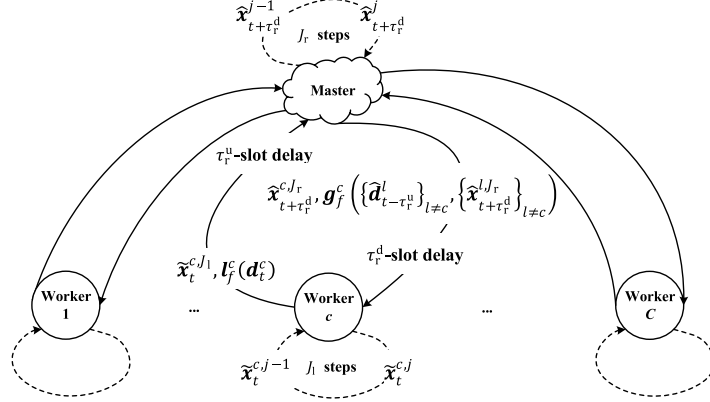 x̂^{j-1}_{t+τ_r^d} x̂^{j}_{t+τ_r^d}
J_r steps
Master
τ_r^u-slot delay
x̂^{c,J_r}_{t+τ_r^d}, g_f^c ({d̂^l_{t-τ_r^u}}_{l≠c}, {x̂^{l,J_r}_{t+τ_r^d}}_{l≠c})
τ_r^d-slot delay
x̃_t^{c,J_l}, l_f^c(d_t^c)
Worker
1
...
Worker
c
...
Worker
C
x̃_t^{c,j-1} J_l steps x̃_t^{c,j}